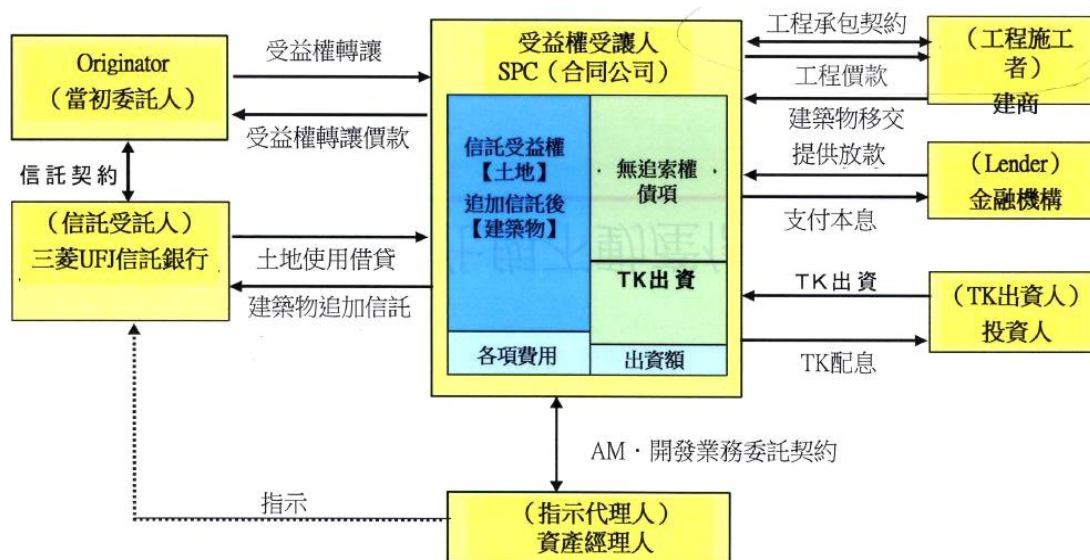 Originator
（當初委託人）
受益權轉讓
受益權轉讓價款
信託契約
（信託受託人）
三菱UFJ信託銀行
土地使用借貸
建築物追加信託
受益權受讓人
SPC（合同公司）
信託受益權
【土地】
追加信託後
【建築物】
無追索權
債項
TK出資
各項費用
出資額
工程承包契約
工程價款
建築物移交
（工程施工
者）
建商
提供放款
支付本息
（Lender）
金融機構
TK出資
TK配息
（TK出資人）
投資人
AM．開發業務委託契約
指示
（指示代理人）
資產經理人